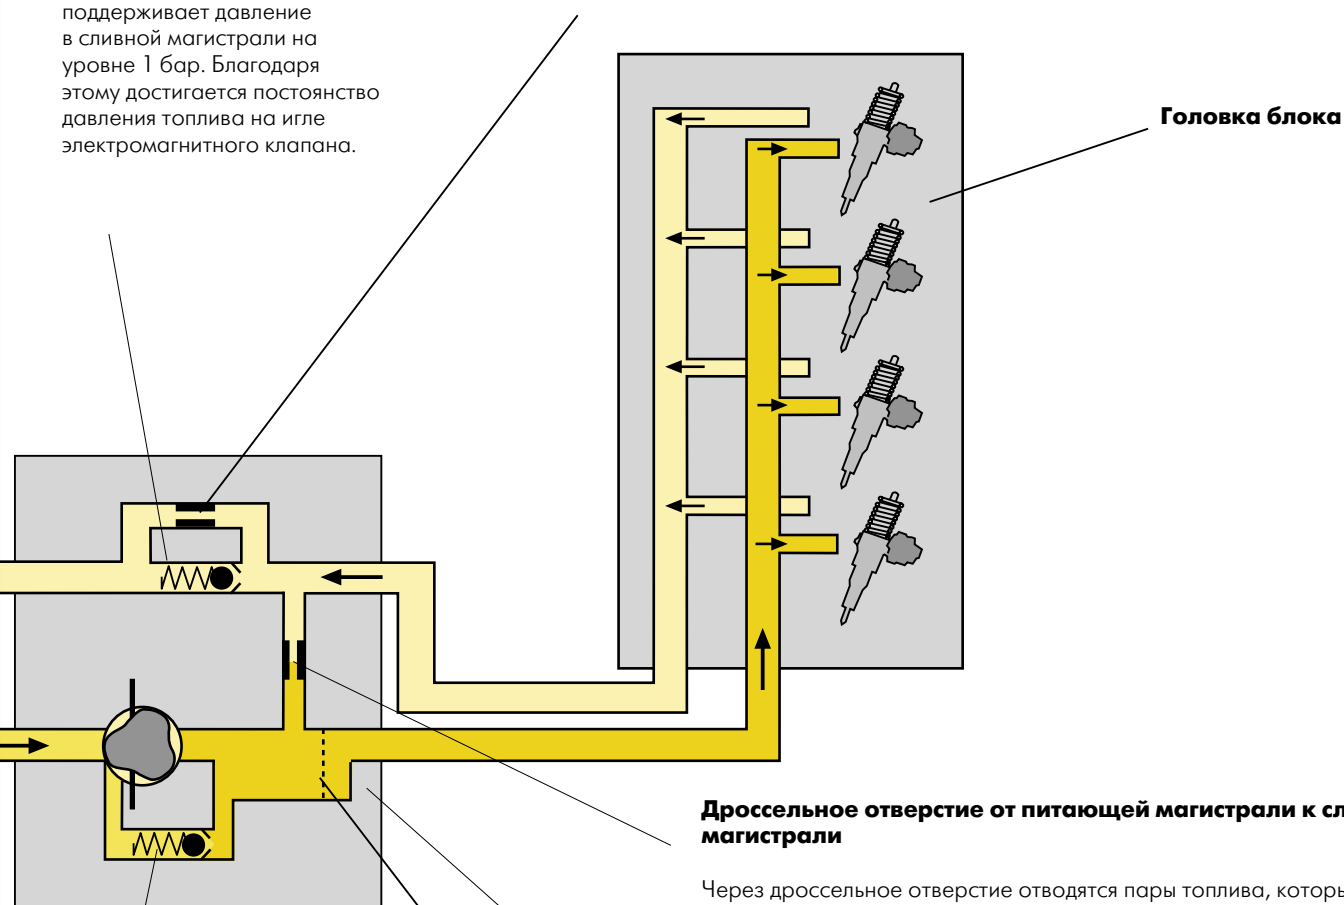 поддерживает давление
в сливной магистрали на
уровне 1 бар. Благодаря
этому достигается постоянство
давления топлива на игле
электромагнитного клапана.
Головка блока
Дроссельное отверстие от питающей магистрали к сл
магистрали
Через дроссельное отверстие отводятся пары топлива, которы